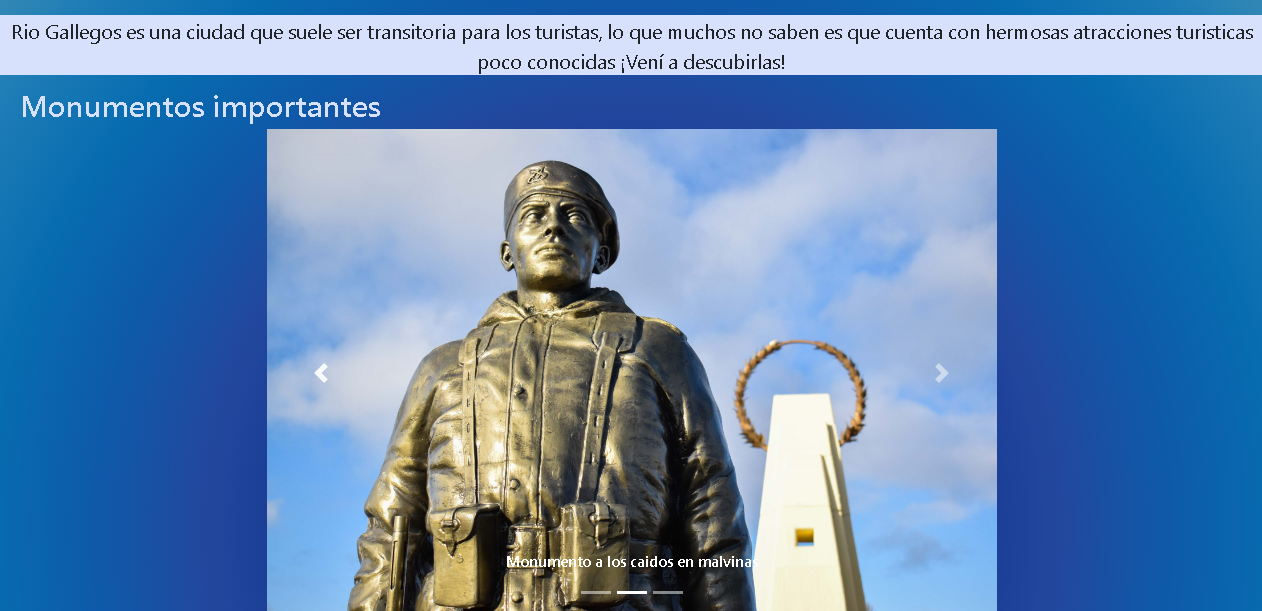 Rio Gallegos es una ciudad que suele ser transitoria para los turistas, lo que muchos no saben es que cuenta con hermosas atracciones turisticas
poco conocidas ¡Vení a descubirlas!
Monumentos importantes
Monumento a los caidos en malvinas